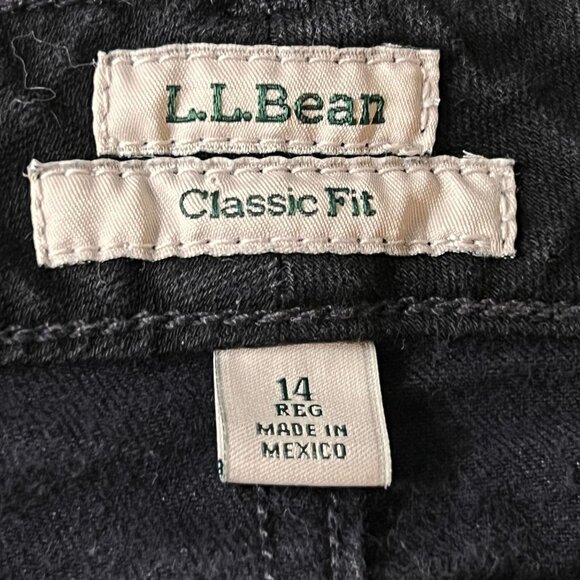 L.L.Bean
Classic Fit
14
REG
MADE IN
MEXICO